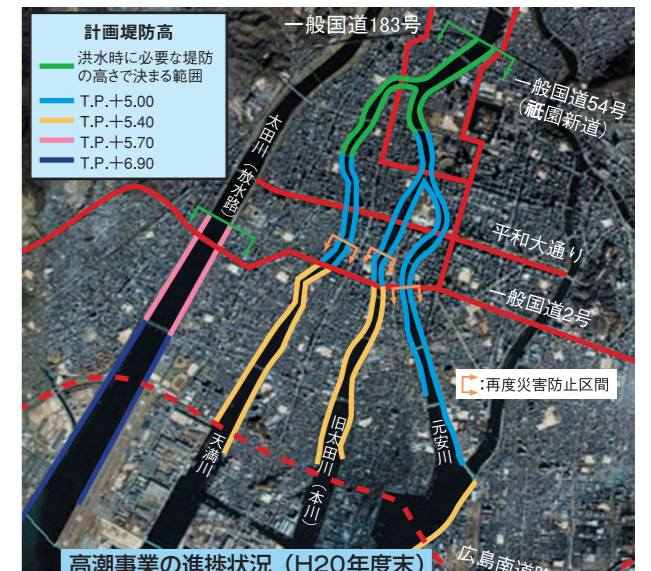 一般国道183号
計画堤防高
洪水時に必要な堤防
の高さで決まる範囲
T.P.+5.00
T.P.+5.40
T.P.+5.70
T.P.+6.90
一般国道54号
(祇園新道)
太田川(放水路)
平和大通り
一般国道2号
:再度災害防止区間
天満川
旧太田川(本川)
元安川
高潮事業の進捗状況(H20年度末)
広島南道路